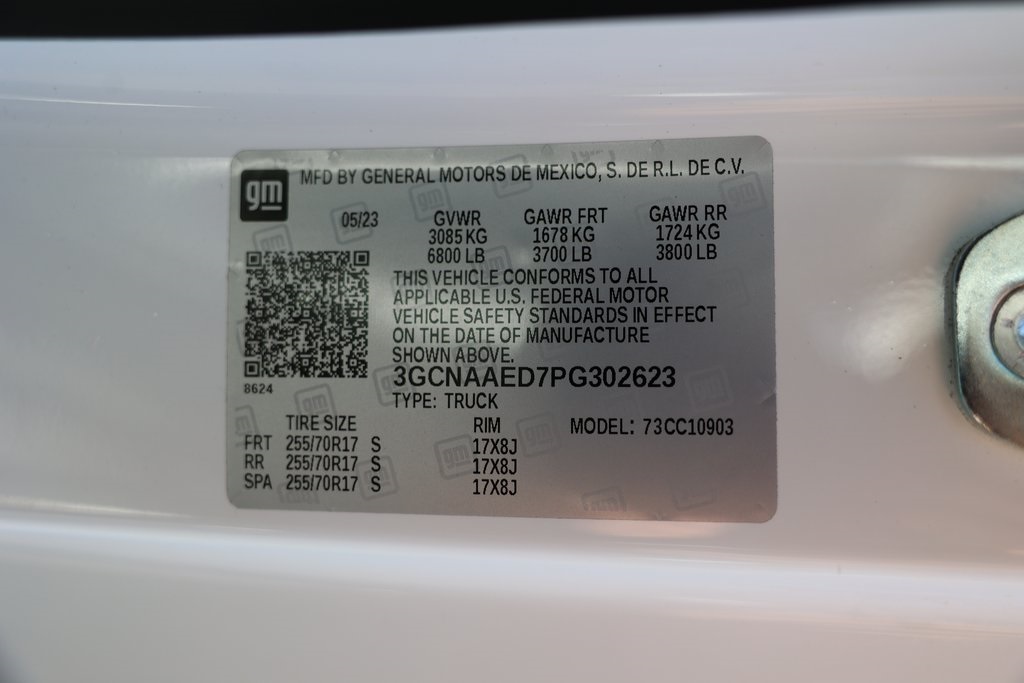 gm
MFD BY GENERAL MOTORS DE MEXICO, S. DE R.L. DE C.V.
05/23 GVWR GAWR FRT GAWR RR
3085 KG 1678 KG 1724 KG
6800 LB 3700 LB 3800 LB
THIS VEHICLE CONFORMS TO ALL
APPLICABLE U.S. FEDERAL MOTOR
VEHICLE SAFETY STANDARDS IN EFFECT
ON THE DATE OF MANUFACTURE
SHOWN ABOVE.
8624
3GCNAAED7PG302623
TYPE: TRUCK
TIRE SIZE RIM MODEL: 73CC10903
FRT 255/70R17 S 17X8J
RR 255/70R17 S 17X8J
SPA 255/70R17 S 17X8J